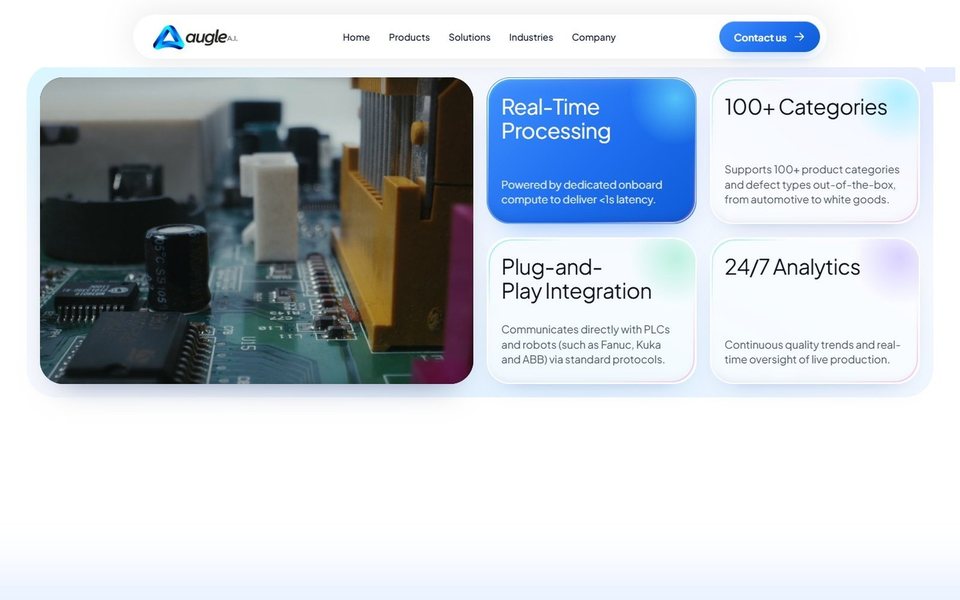 augle A.I.
Home
Products
Solutions
Industries
Company
Contact us
Real-Time
Processing
Powered by dedicated onboard
compute to deliver <1s latency.
100+ Categories
Supports 100+ product categories
and defect types out-of-the-box,
from automotive to white goods.
Plug-and-
Play Integration
Communicates directly with PLCs
and robots (such as Fanuc, Kuka
and ABB) via standard protocols.
24/7 Analytics
Continuous quality trends and real-
time oversight of live production.